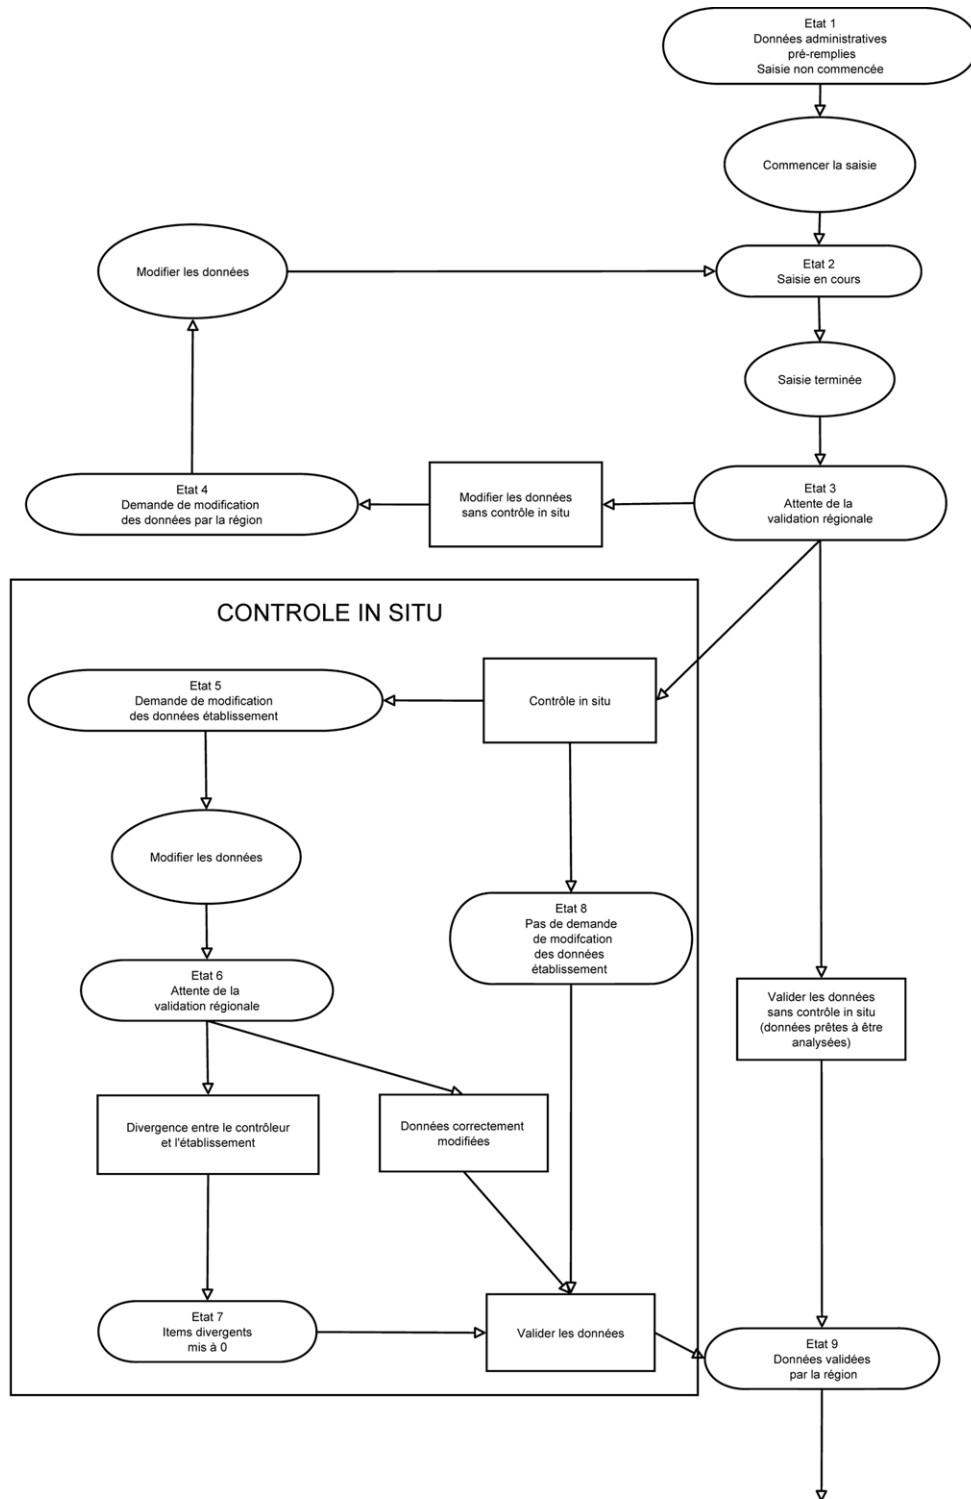 Etat 1
Données administratives
pré-remplies
Saisie non commencée
Commencer la saisie
Modifier les données
Etat 2
Saisie en cours
Saisie terminée
Etat 4
Demande de modification
des données par la région
Modifier les données
sans contrôle in situ
Etat 3
Attente de la
validation régionale
CONTROLE IN SITU
Etat 5
Demande de modification
des données établissement
Contrôle in situ
Modifier les données
Etat 8
Pas de demande
de modifcation
des données
établissement
Etat 6
Attente de la
validation régionale
Valider les données
sans contrôle in situ
(données prêtes à être
analysées)
Divergence entre le contrôleur
et l'établissement
Données correctement
modifiées
Etat 7
Items divergents
mis à 0
Valider les données
Etat 9
Données validées
par la région